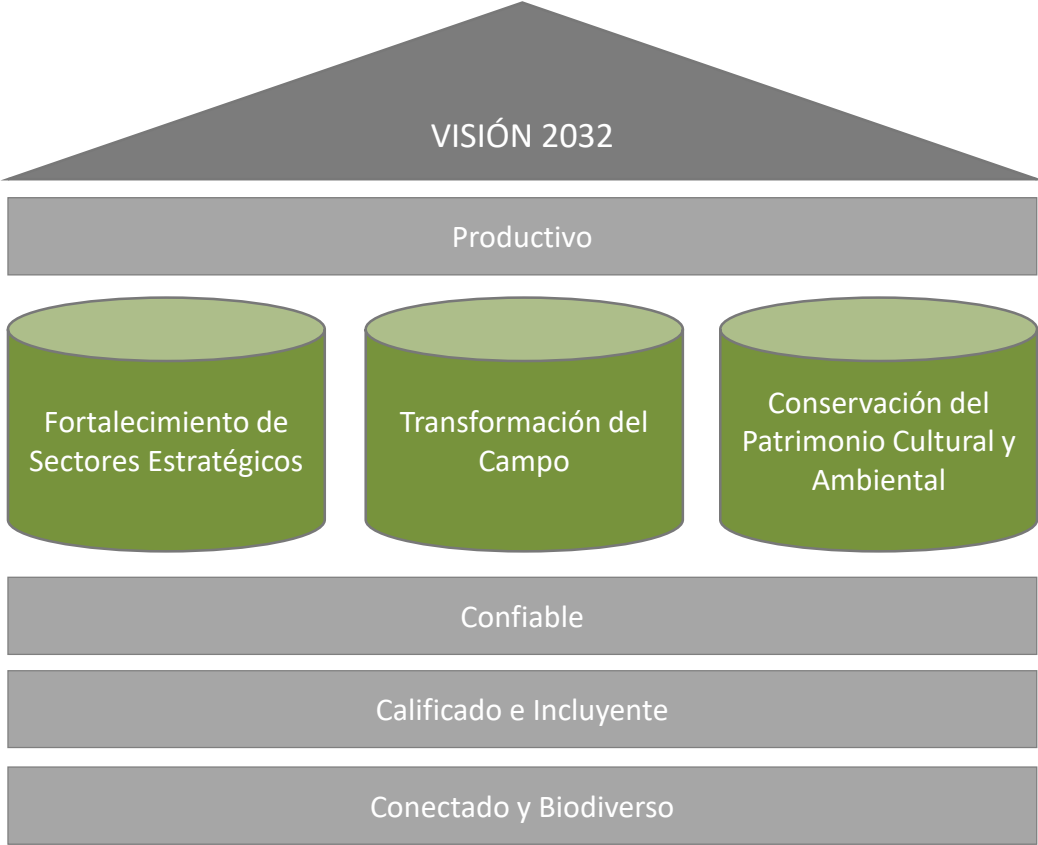 VISIÓN 2032
Productivo
Fortalecimiento de
Sectores Estratégicos
Transformación del
Campo
Conservación del
Patrimonio Cultural y
Ambiental
Confiable
Calificado e Incluyente
Conectado y Biodiverso